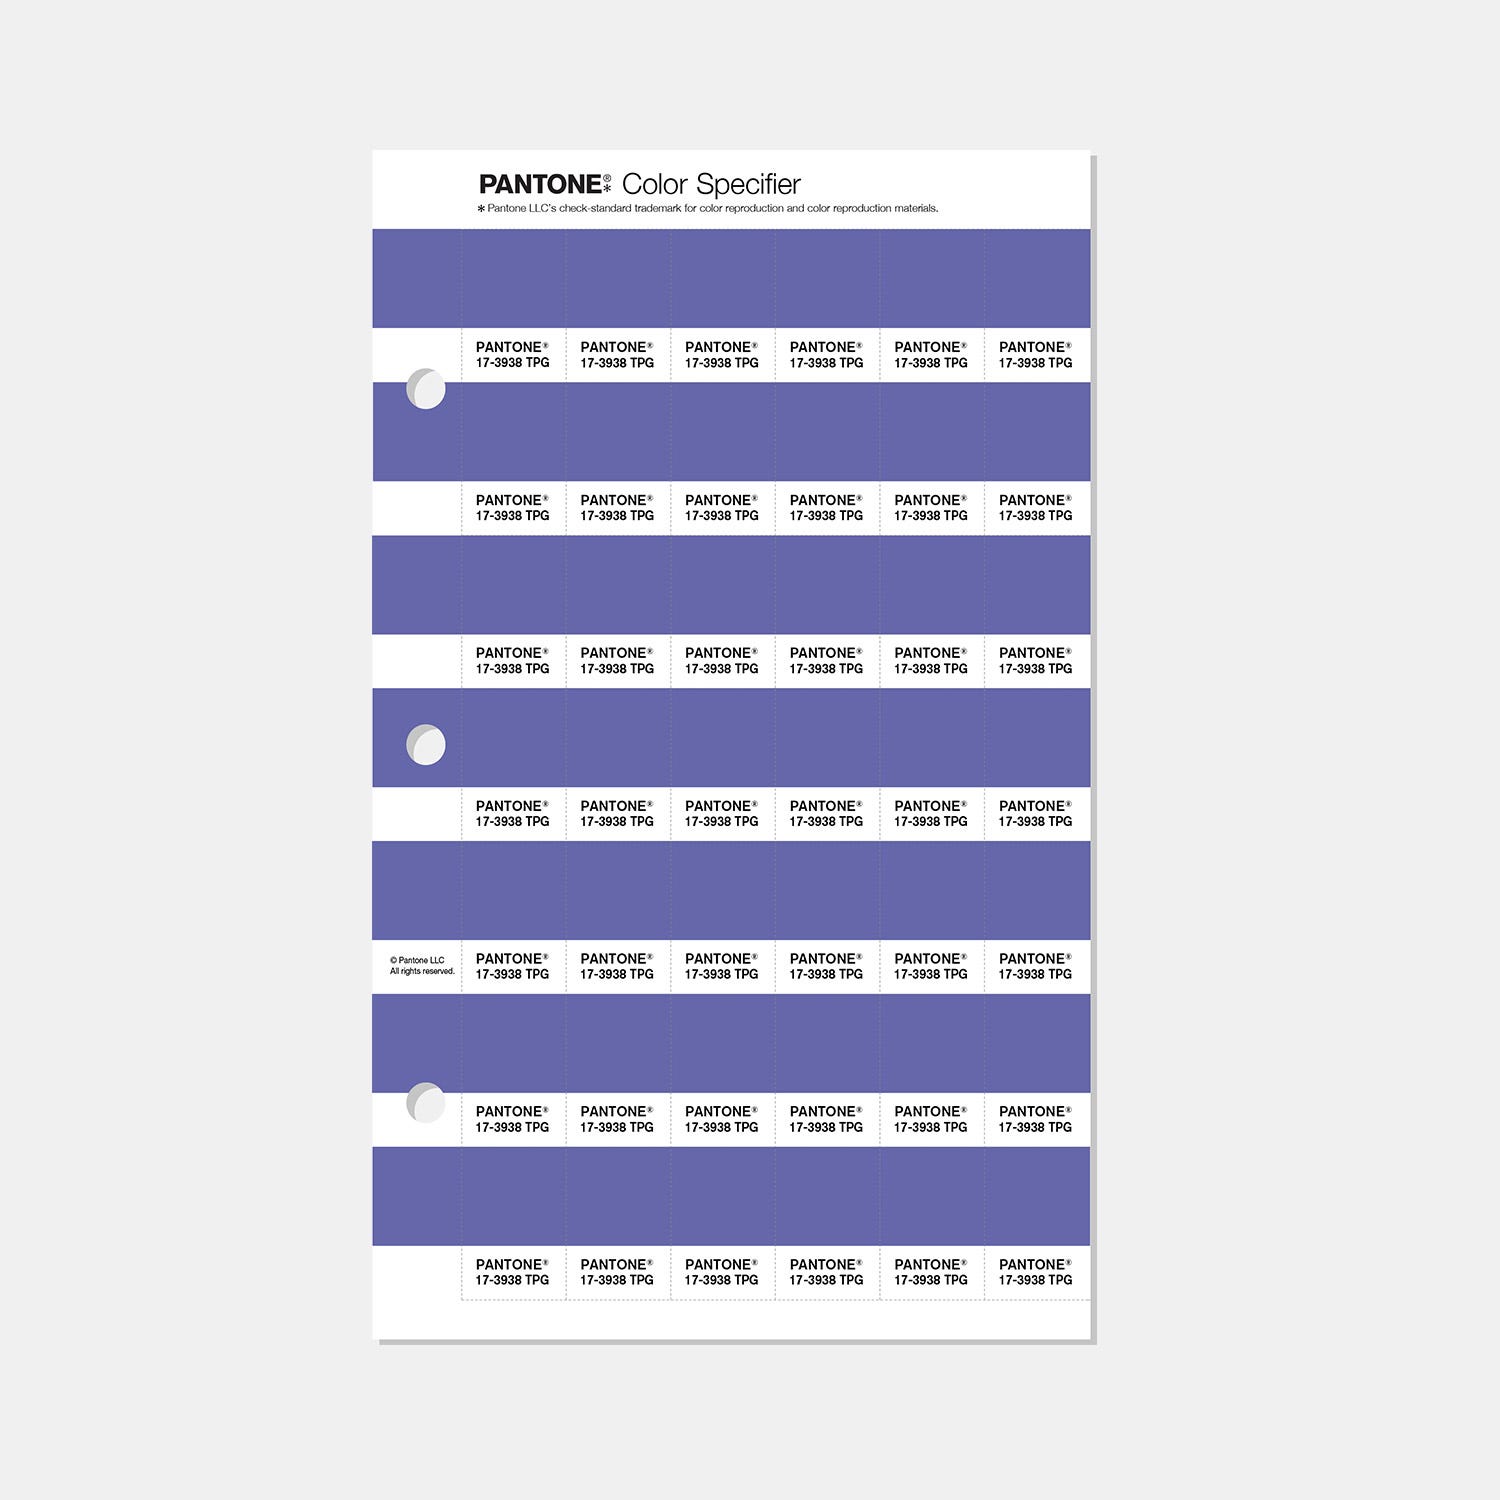 PANTONE®* Color Specifier
* Pantone LLC's check-standard trademark for color reproduction and color reproduction materials.
PANTONE® PANTONE® PANTONE® PANTONE® PANTONE® PANTONE®
17-3938 TPG 17-3938 TPG 17-3938 TPG 17-3938 TPG 17-3938 TPG 17-3938 TPG
PANTONE® PANTONE® PANTONE® PANTONE® PANTONE® PANTONE®
17-3938 TPG 17-3938 TPG 17-3938 TPG 17-3938 TPG 17-3938 TPG 17-3938 TPG
PANTONE® PANTONE® PANTONE® PANTONE® PANTONE® PANTONE®
17-3938 TPG 17-3938 TPG 17-3938 TPG 17-3938 TPG 17-3938 TPG 17-3938 TPG
PANTONE® PANTONE® PANTONE® PANTONE® PANTONE® PANTONE®
17-3938 TPG 17-3938 TPG 17-3938 TPG 17-3938 TPG 17-3938 TPG 17-3938 TPG
© Pantone LLC
All rights reserved.
PANTONE® PANTONE® PANTONE® PANTONE® PANTONE® PANTONE®
17-3938 TPG 17-3938 TPG 17-3938 TPG 17-3938 TPG 17-3938 TPG 17-3938 TPG
PANTONE® PANTONE® PANTONE® PANTONE® PANTONE® PANTONE®
17-3938 TPG 17-3938 TPG 17-3938 TPG 17-3938 TPG 17-3938 TPG 17-3938 TPG
PANTONE® PANTONE® PANTONE® PANTONE® PANTONE® PANTONE®
17-3938 TPG 17-3938 TPG 17-3938 TPG 17-3938 TPG 17-3938 TPG 17-3938 TPG